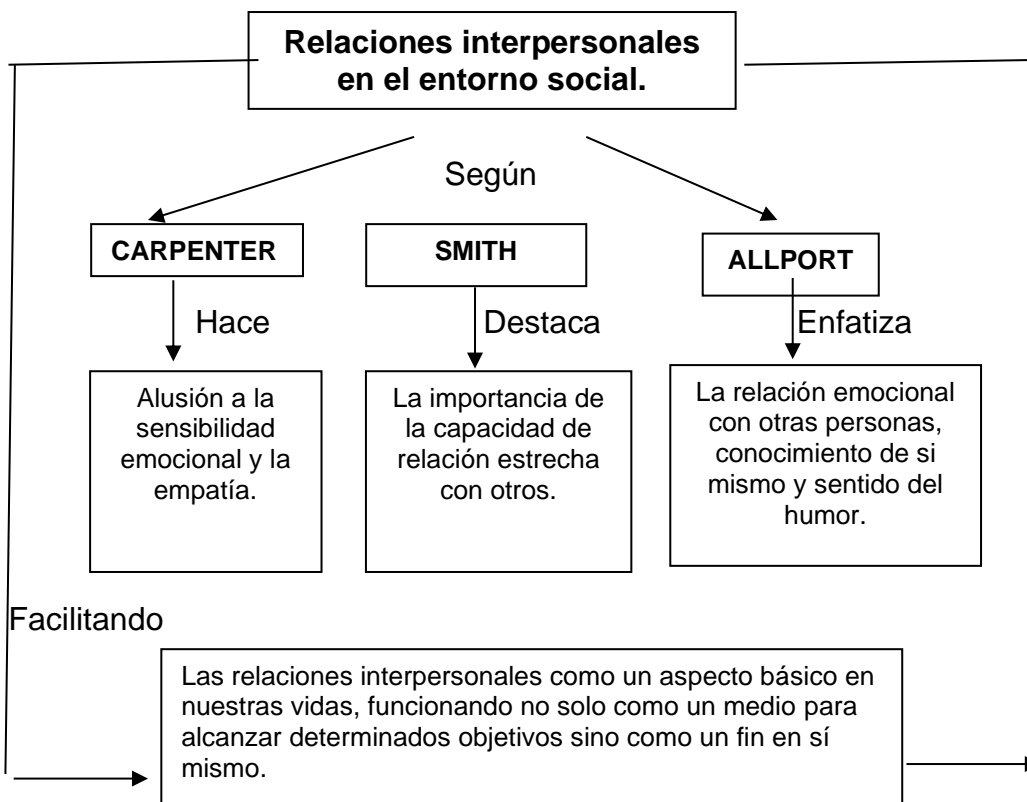 Relaciones interpersonales
en el entorno social.
Según
CARPENTER
SMITH
ALLPORT
Hace
Destaca
Enfatiza
Alusión a la
sensibilidad
emocional y la
empatía.
La importancia de
la capacidad de
relación estrecha
con otros.
La relación emocional
con otras personas,
conocimiento de si
mismo y sentido del
humor.
Facilitando
Las relaciones interpersonales como un aspecto básico en
nuestras vidas, funcionando no solo como un medio para
alcanzar determinados objetivos sino como un fin en sí
mismo.